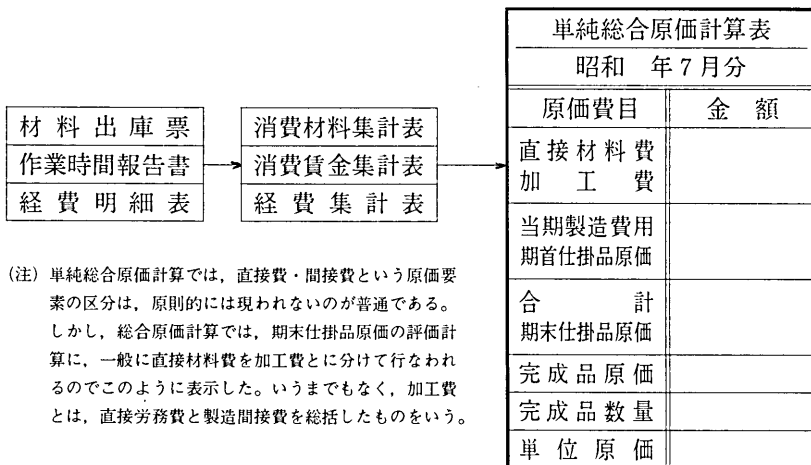 材料出庫票
作業時間報告書
経費明細表
消費材料集計表
消費賃金集計表
経費集計表
(注) 単純総合原価計算では，直接費・間接費という原価要
素の区分は，原則的には現われないのが普通である。
しかし，総合原価計算では，期末仕掛品原価の評価計
算に，一般に直接材料費を加工費とに分けて行なわれ
るのでこのように表示した。いうまでもなく，加工費
とは，直接労務費と製造間接費を総括したものをいう。
単純総合原価計算表
昭和　年7月分
原価費目 金額
直接材料費
加工費
当期製造費用
期首仕掛品原価
合計
期末仕掛品原価
完成品原価
完成品数量
単位原価